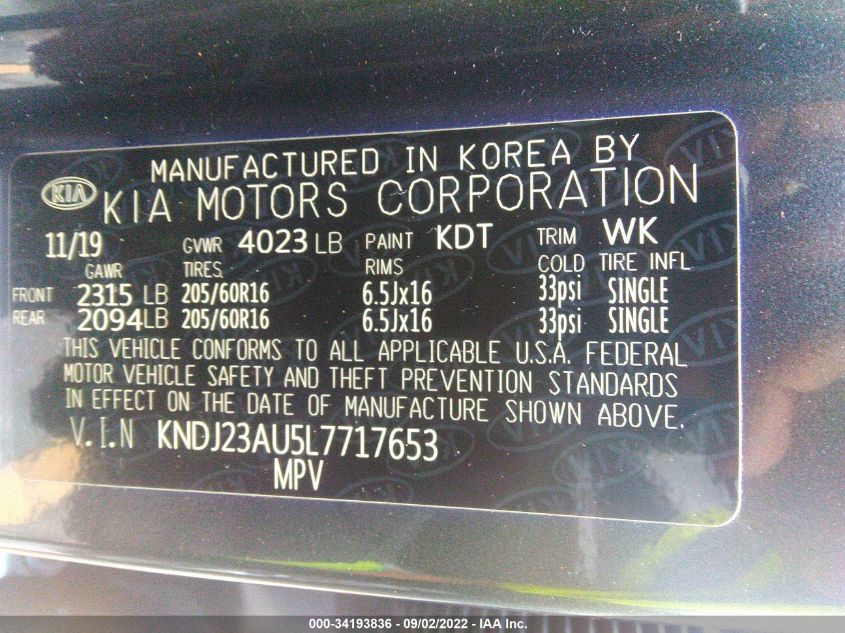 MANUFACTURED IN KOREA BY
KIA KIA MOTORS CORPORATION
11/19 GVWR 4023 LB PAINT KDT TRIM WK
GAWR TIRES RIMS COLD TIRE INFL
FRONT 2315 LB 205/60R16 6.5Jx16 33psi SINGLE
REAR 2094 LB 205/60R16 6.5Jx16 33psi SINGLE
THIS VEHICLE CONFORMS TO ALL APPLICABLE U.S.A. FEDERAL
MOTOR VEHICLE SAFETY AND THEFT PREVENTION STANDARDS
IN EFFECT ON THE DATE OF MANUFACTURE SHOWN ABOVE.
V.I.N KNDJ23AU5L7717653
MPV
000-34193836 - 09/02/2022 - IAA Inc.